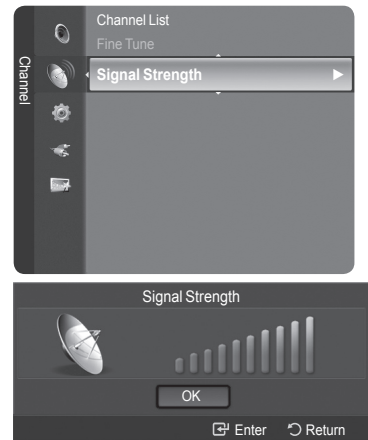 Channel
Channel List
Fine Tune
Signal Strength
Signal Strength
OK
Enter
Return